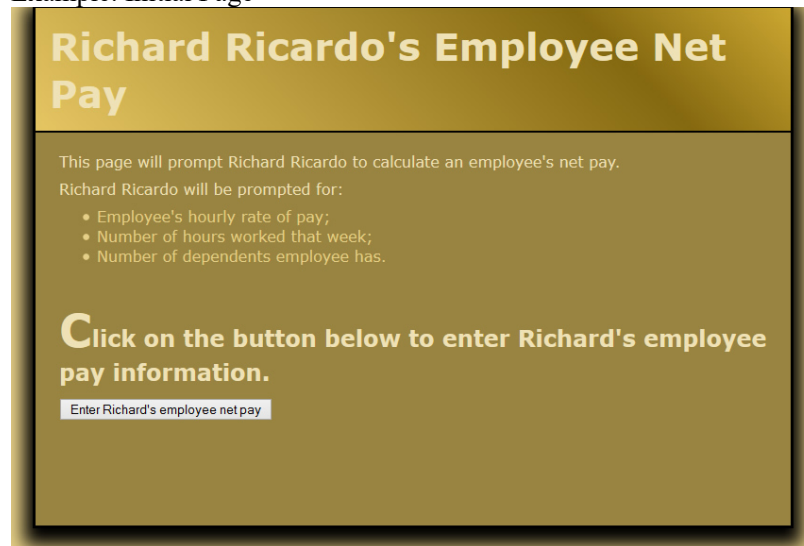 Example: Initial Page
Richard Ricardo's Employee Net
Pay
This page will prompt Richard Ricardo to calculate an employee's net pay.
Richard Ricardo will be prompted for:
• Employee's hourly rate of pay;
• Number of hours worked that week;
• Number of dependents employee has.
Click on the button below to enter Richard's employee
pay information.
Enter Richard's employee net pay